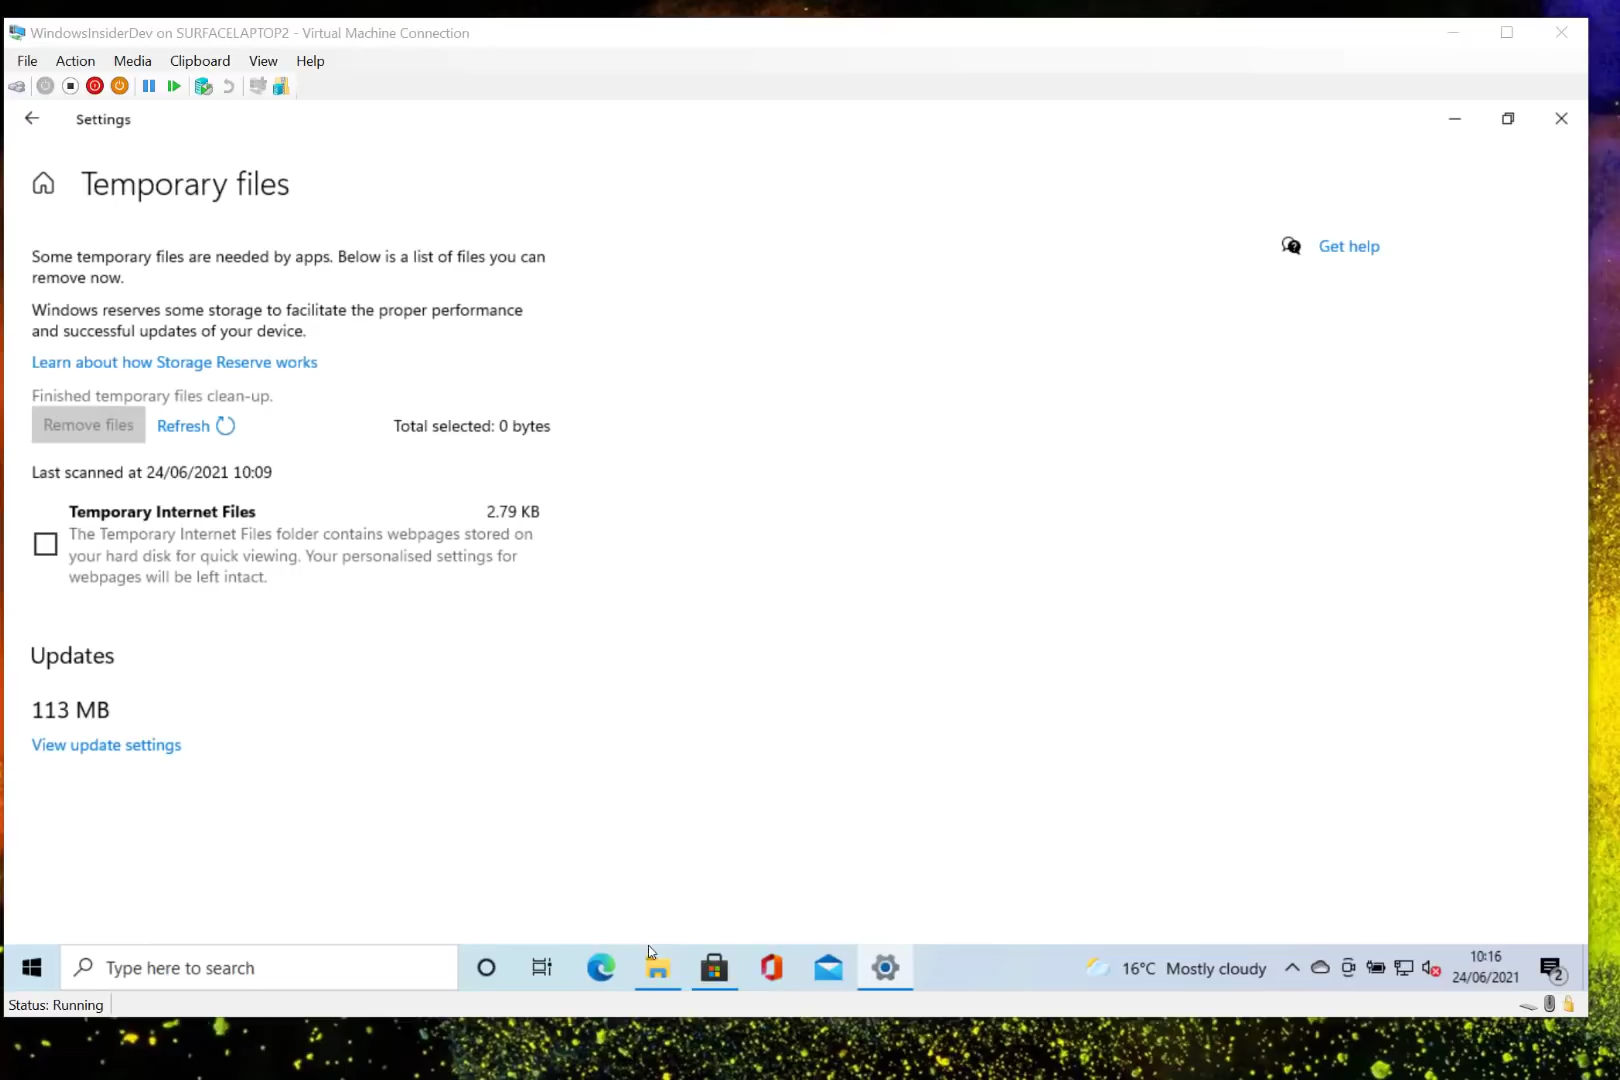 WindowsInsiderDev on SURFACELAPTOP2 - Virtual Machine Connection
File Action Media Clipboard View Help
Settings
Temporary files
Some temporary files are needed by apps. Below is a list of files you can
remove now.
Get help
Windows reserves some storage to facilitate the proper performance
and successful updates of your device.
Learn about how Storage Reserve works
Finished temporary files clean-up.
Remove files Refresh Total selected: 0 bytes
Last scanned at 24/06/2021 10:09
Temporary Internet Files 2.79 KB
The Temporary Internet Files folder contains webpages stored on
your hard disk for quick viewing. Your personalised settings for
webpages will be left intact.
Updates
113 MB
View update settings
Type here to search
16°C Mostly cloudy
10:16
24/06/2021
2
Status: Running